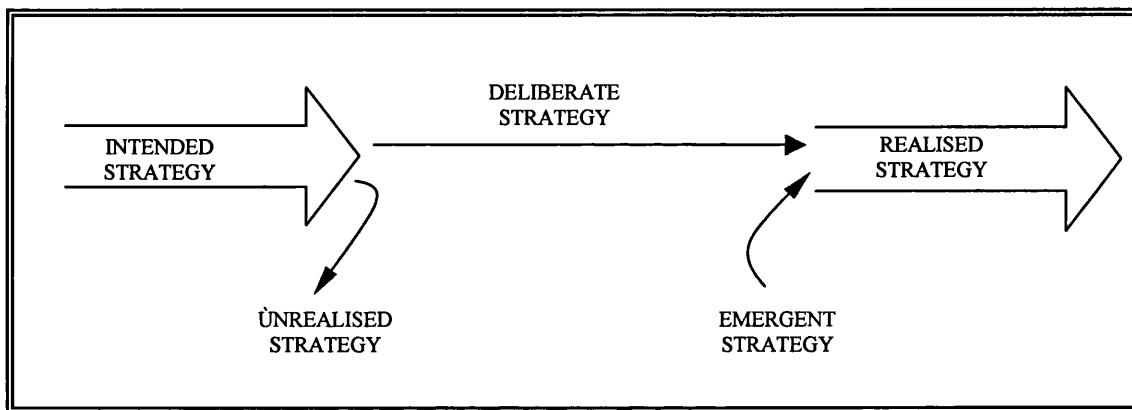 DELIBERATE
STRATEGY
INTENDED
STRATEGY
REALISED
STRATEGY
ÙNREALISED
STRATEGY
EMERGENT
STRATEGY